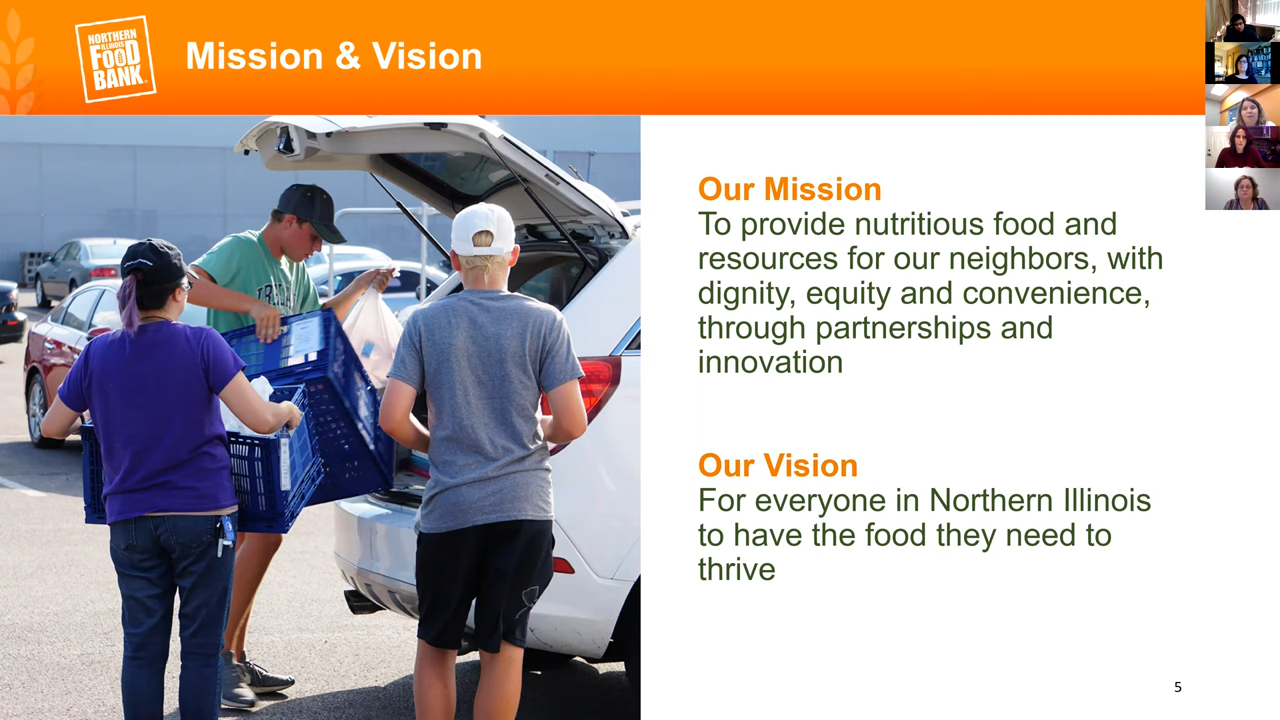 NORTHERN
ILLINOIS
FOOD
BANK
Mission & Vision
Our Mission
To provide nutritious food and
resources for our neighbors, with
dignity, equity and convenience,
through partnerships and
innovation
Our Vision
For everyone in Northern Illinois
to have the food they need to
thrive
5